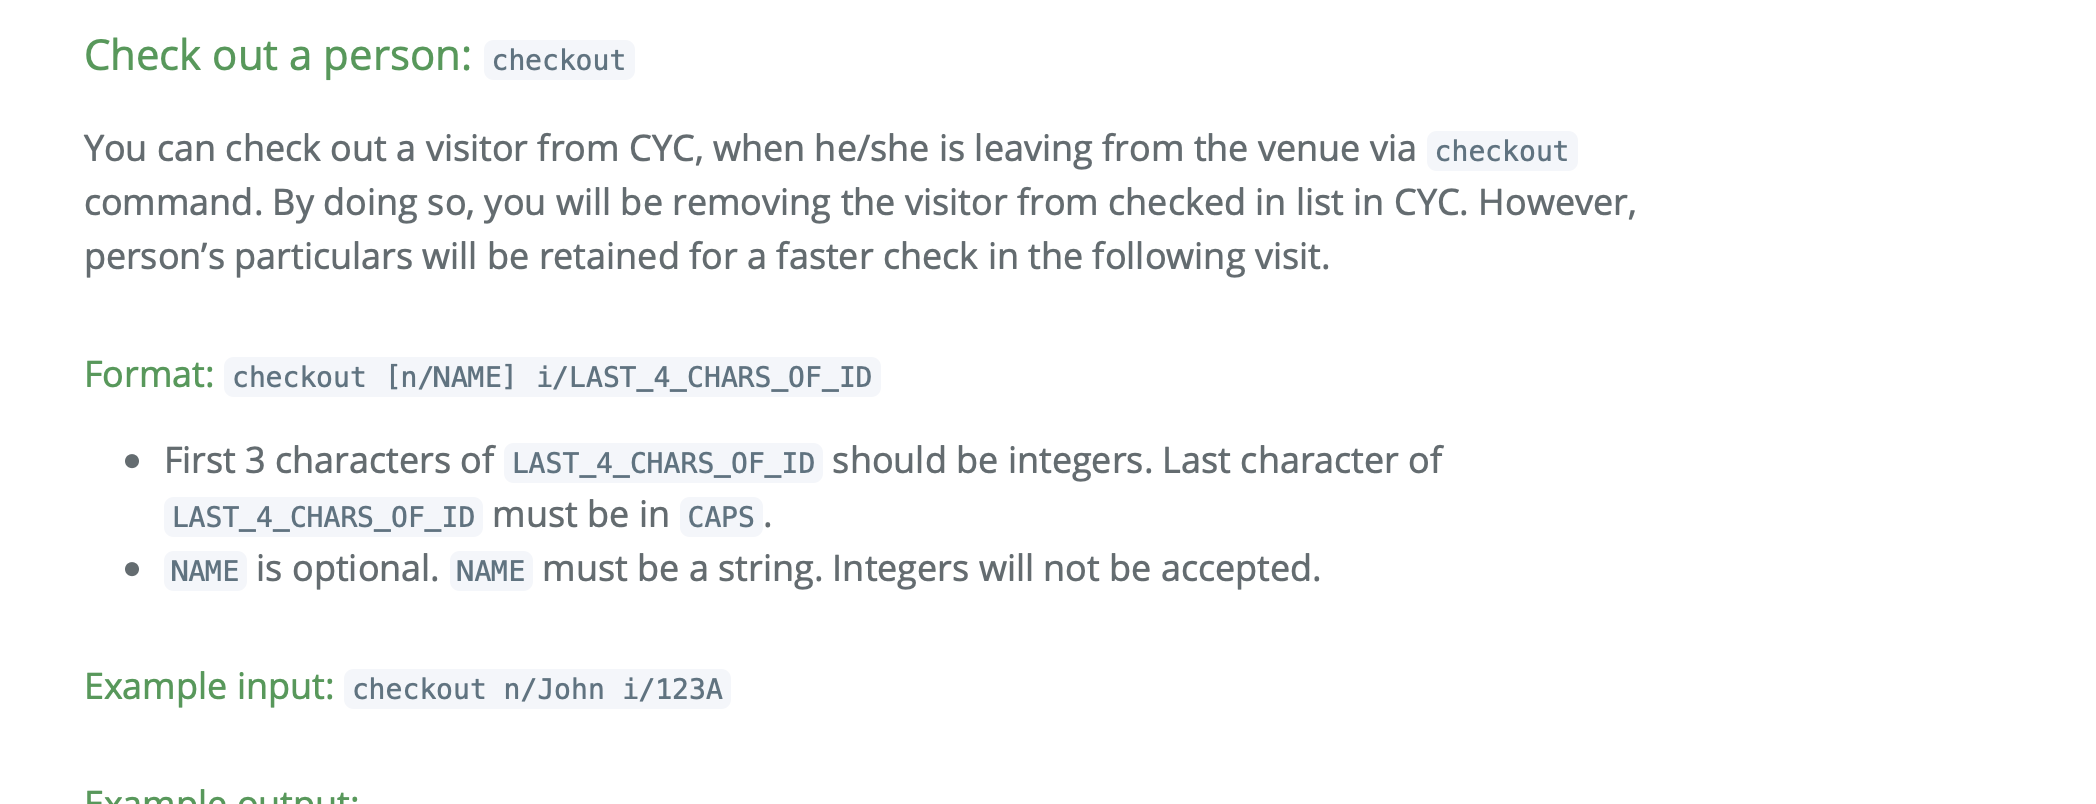 Check out a person: checkout
You can check out a visitor from CYC, when he/she is leaving from the venue via checkout
command. By doing so, you will be removing the visitor from checked in list in CYC. However,
person’s particulars will be retained for a faster check in the following visit.
Format: checkout [n/NAME] i/LAST_4_CHARS_OF_ID
First 3 characters of LAST_4_CHARS_OF_ID should be integers. Last character of
LAST_4_CHARS_OF_ID must be in CAPS.
NAME is optional. NAME must be a string. Integers will not be accepted.
Example input: checkout n/John i/123A
Example output: